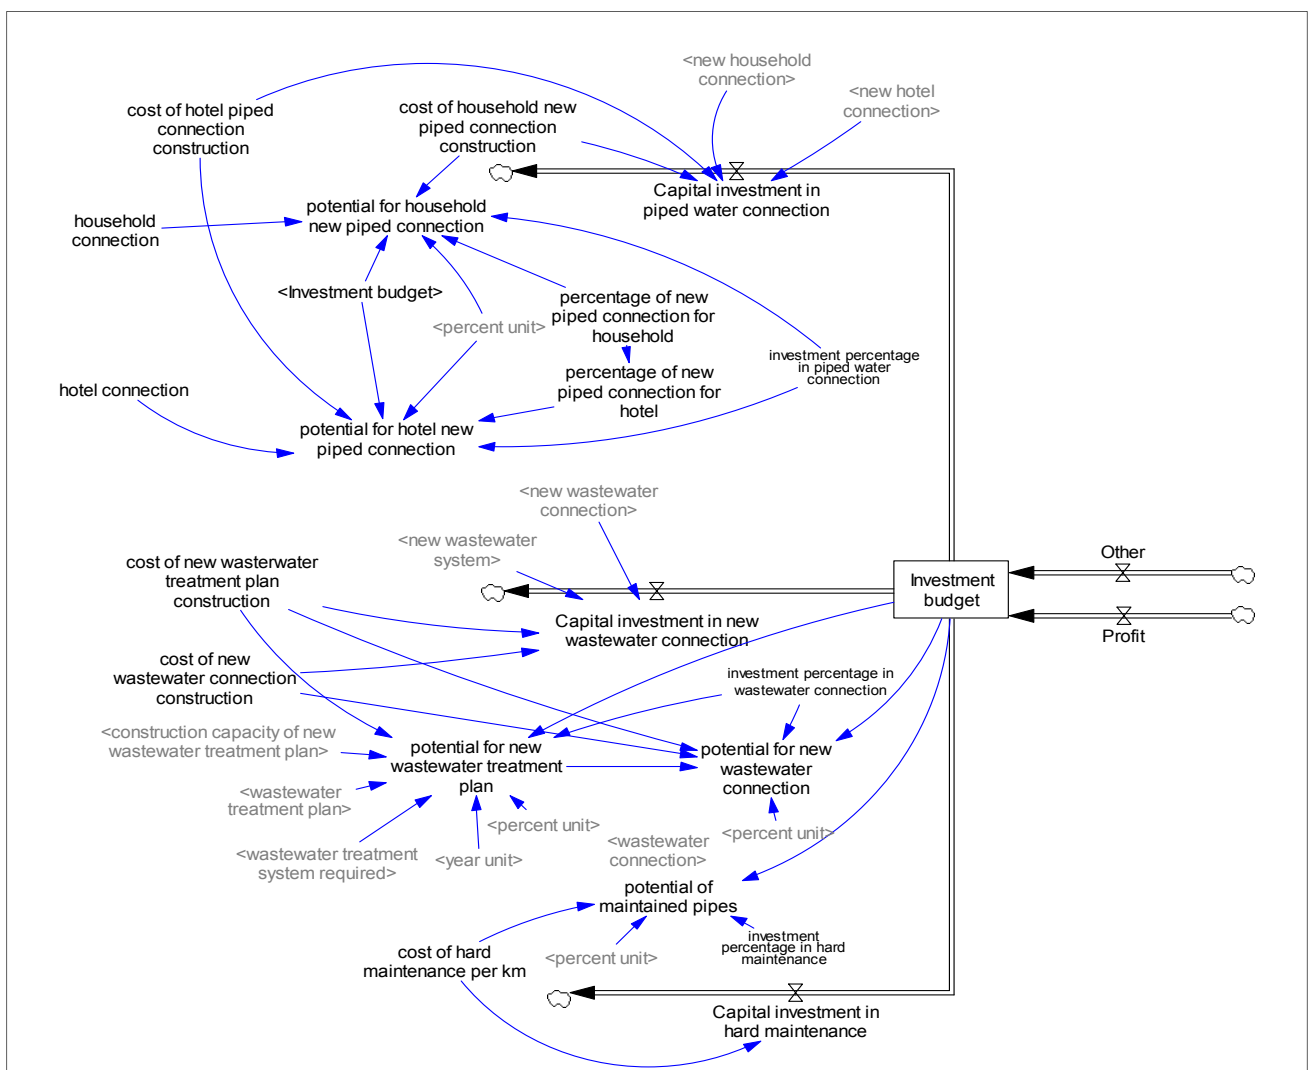 <new household
connection>
<new hotel
connection>
cost of hotel piped
connection
construction
cost of household new
piped connection
construction
Capital investment in
piped water connection
potential for household
new piped connection
household
connection
<Investment budget>
<percent unit>
percentage of new
piped connection for
household
investment percentage
in piped water
connection
percentage of new
piped connection for
hotel
hotel connection
potential for hotel new
piped connection
<new wastewater
connection>
<new wastewater
system>
Other
cost of new wasterwater
treatment plan
construction
Investment
budget
Capital investment in new
wastewater connection
Profit
cost of new
wastewater connection
construction
investment percentage in
wastewater connection
<construction capacity of new
wastewater treatment plan>
potential for new
wastewater treatment
plan
potential for new
wastewater
connection
<wastewater
treatment plan>
<percent unit>
<percent unit>
<wastewater treatment
system required>
<year unit>
<wastewater
connection>
potential of
maintained pipes
cost of hard
maintenance per km
<percent unit>
investment
percentage in hard
maintenance
Capital investment in
hard maintenance